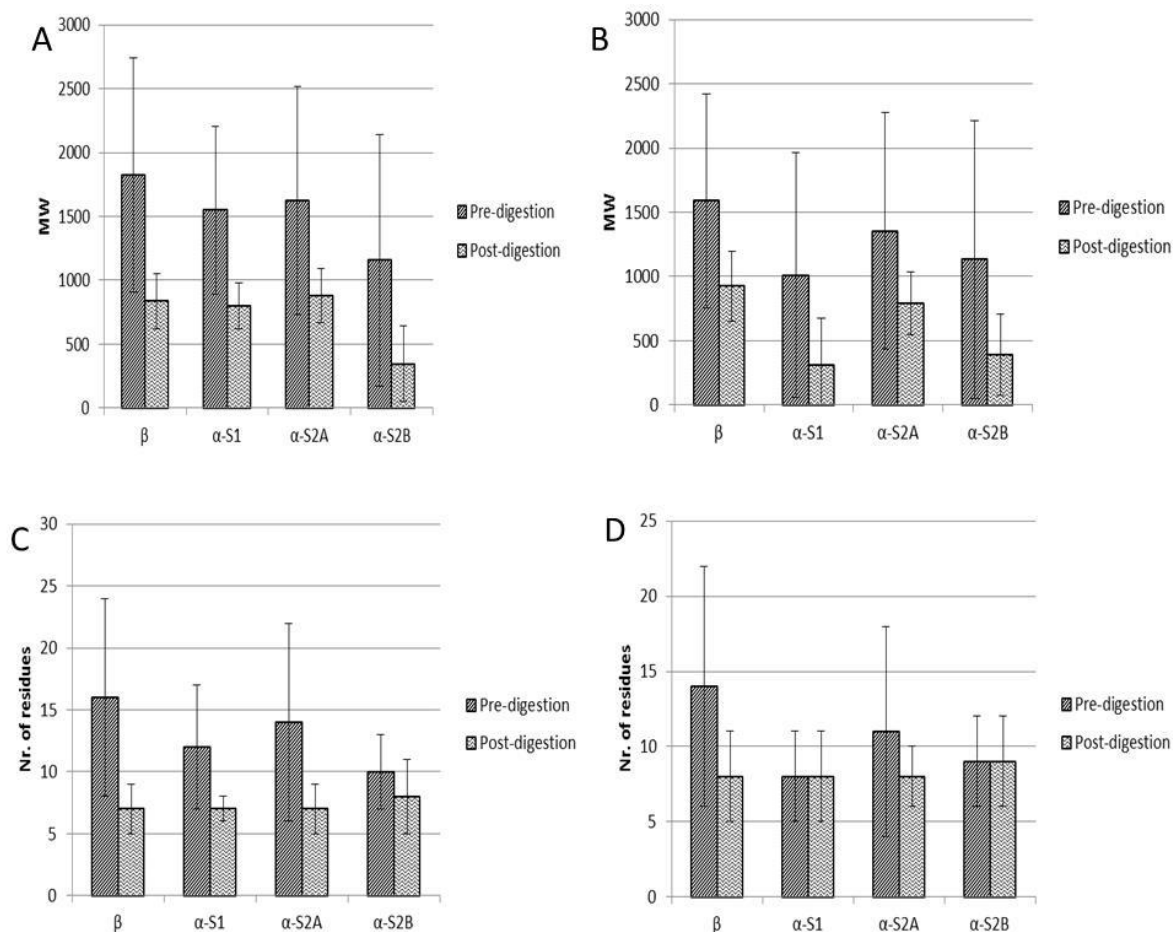 A
3000
2500
2000
1500
1000
500
0
MW
β α-S1 α-S2A α-S2B
Pre-digestion
Post-digestion
B
3000
2500
2000
1500
1000
500
0
MW
β α-S1 α-S2A α-S2B
Pre-digestion
Post-digestion
C
30
25
20
15
10
5
0
Nr. of residues
β α-S1 α-S2A α-S2B
Pre-digestion
Post-digestion
D
25
20
15
10
5
0
Nr. of residues
β α-S1 α-S2A α-S2B
Pre-digestion
Post-digestion